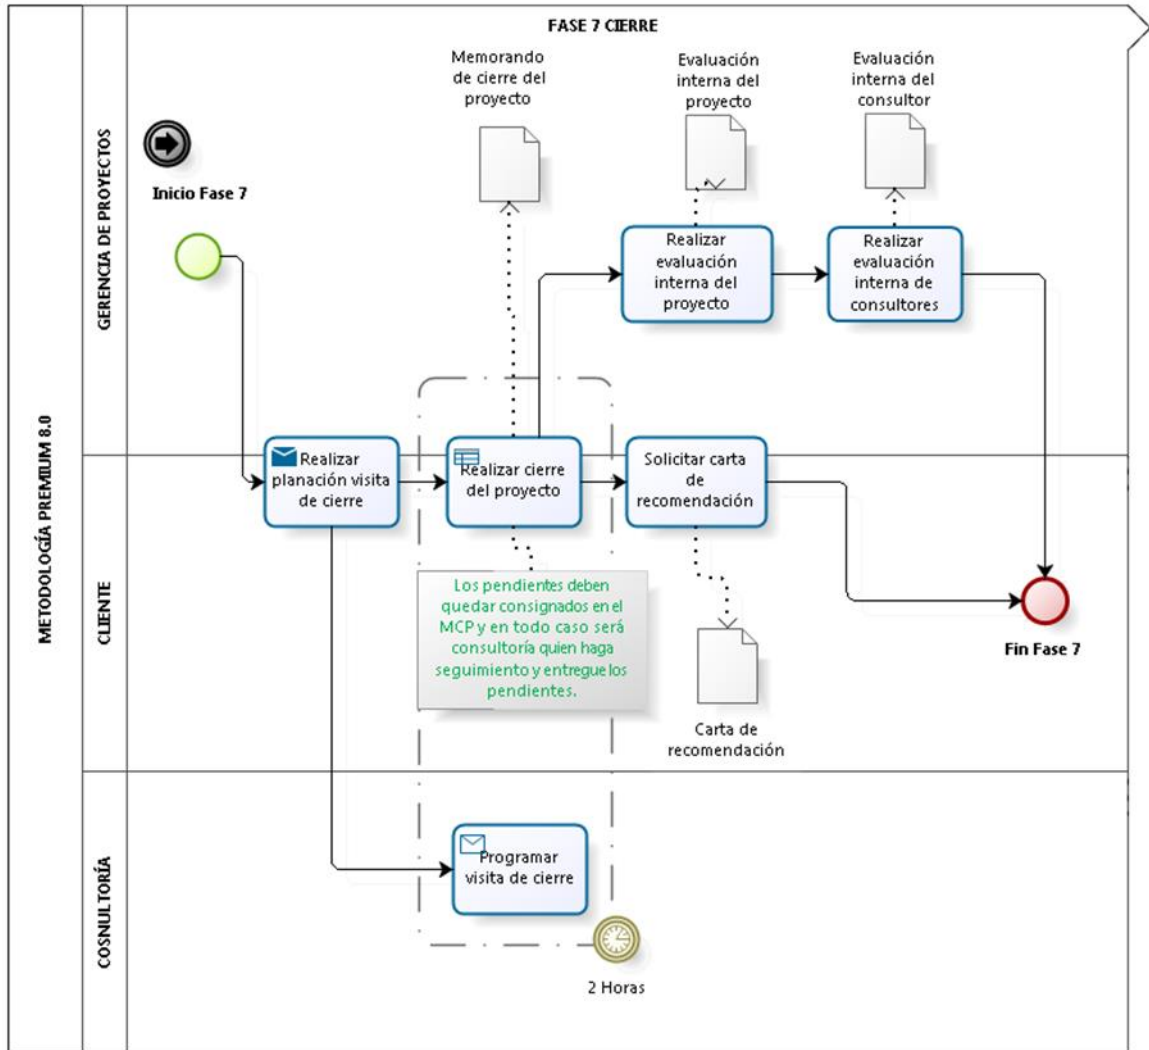 FASE 7 CIERRE
METODOLOGÍA PREMIUM 8.0
GERENCIA DE PROYECTOS
Memorando
de cierre del
proyecto
Evaluación
interna del
proyecto
Evaluación
interna del
consultor
Inicio Fase 7
Realizar
evaluación
interna del
proyecto
Realizar
evaluación
interna de
consultores
CLIENTE
Realizar
planación visita
de cierre
Realizar cierre
del proyecto
Solicitar carta
de
recomendación
Los pendientes deben
quedar consignados en el
MCP y en todo caso será
consultoría quien haga
seguimiento y entregue los
pendientes.
Fin Fase 7
Carta de
recomendación
COSNULTORÍA
Programar
visita de cierre
2 Horas